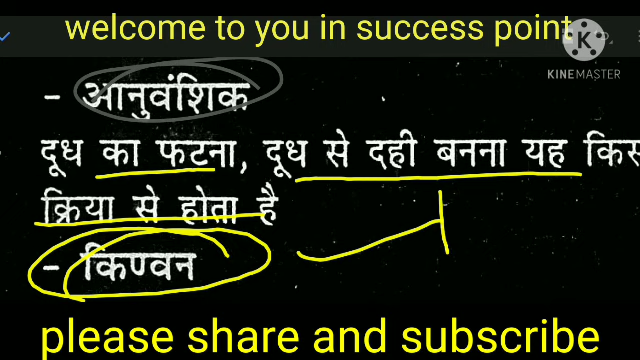 welcome to you in success point
KINEMASTER
- आनुवंशिक
दूध का फटना, दूध से दही बनना यह
क्रिया से होता है
- किण्वन
please share and subscribe